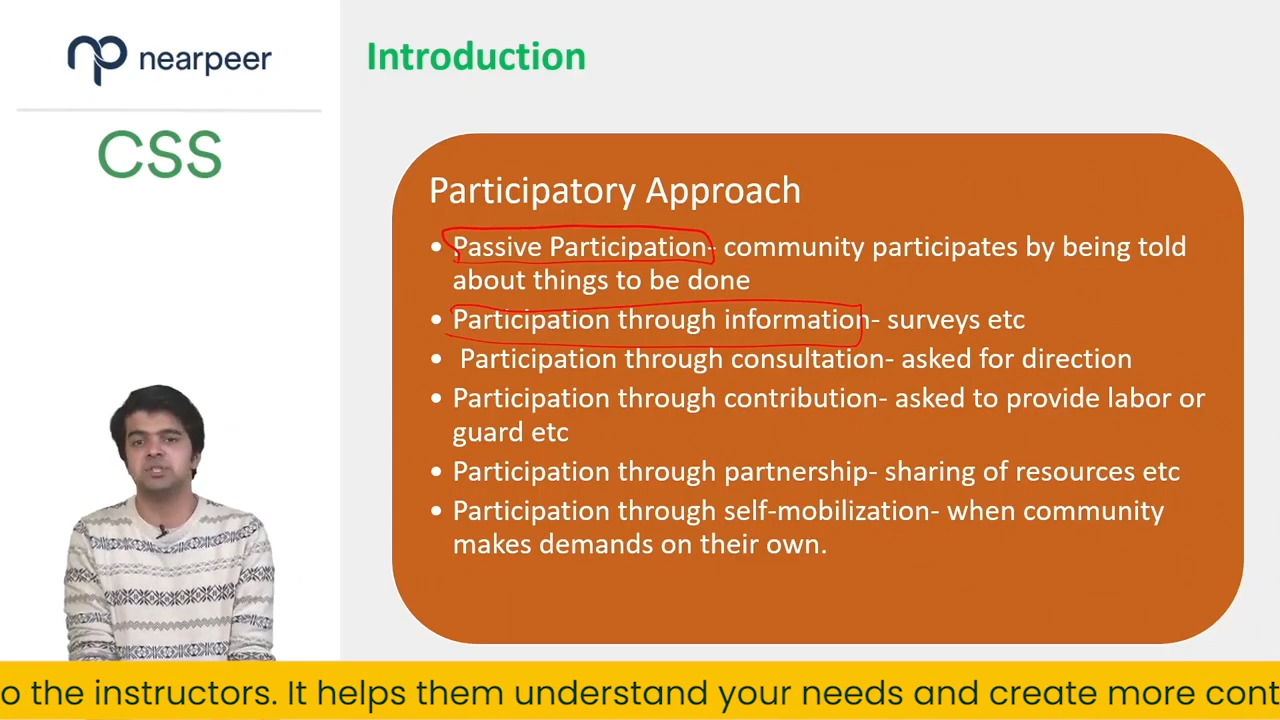 nearpeer
CSS
Introduction
Participatory Approach
• Passive Participation- community participates by being told
about things to be done
• Participation through information- surveys etc
• Participation through consultation- asked for direction
• Participation through contribution- asked to provide labor or
guard etc
• Participation through partnership- sharing of resources etc
• Participation through self-mobilization- when community
makes demands on their own.
o the instructors. It helps them understand your needs and create more cont